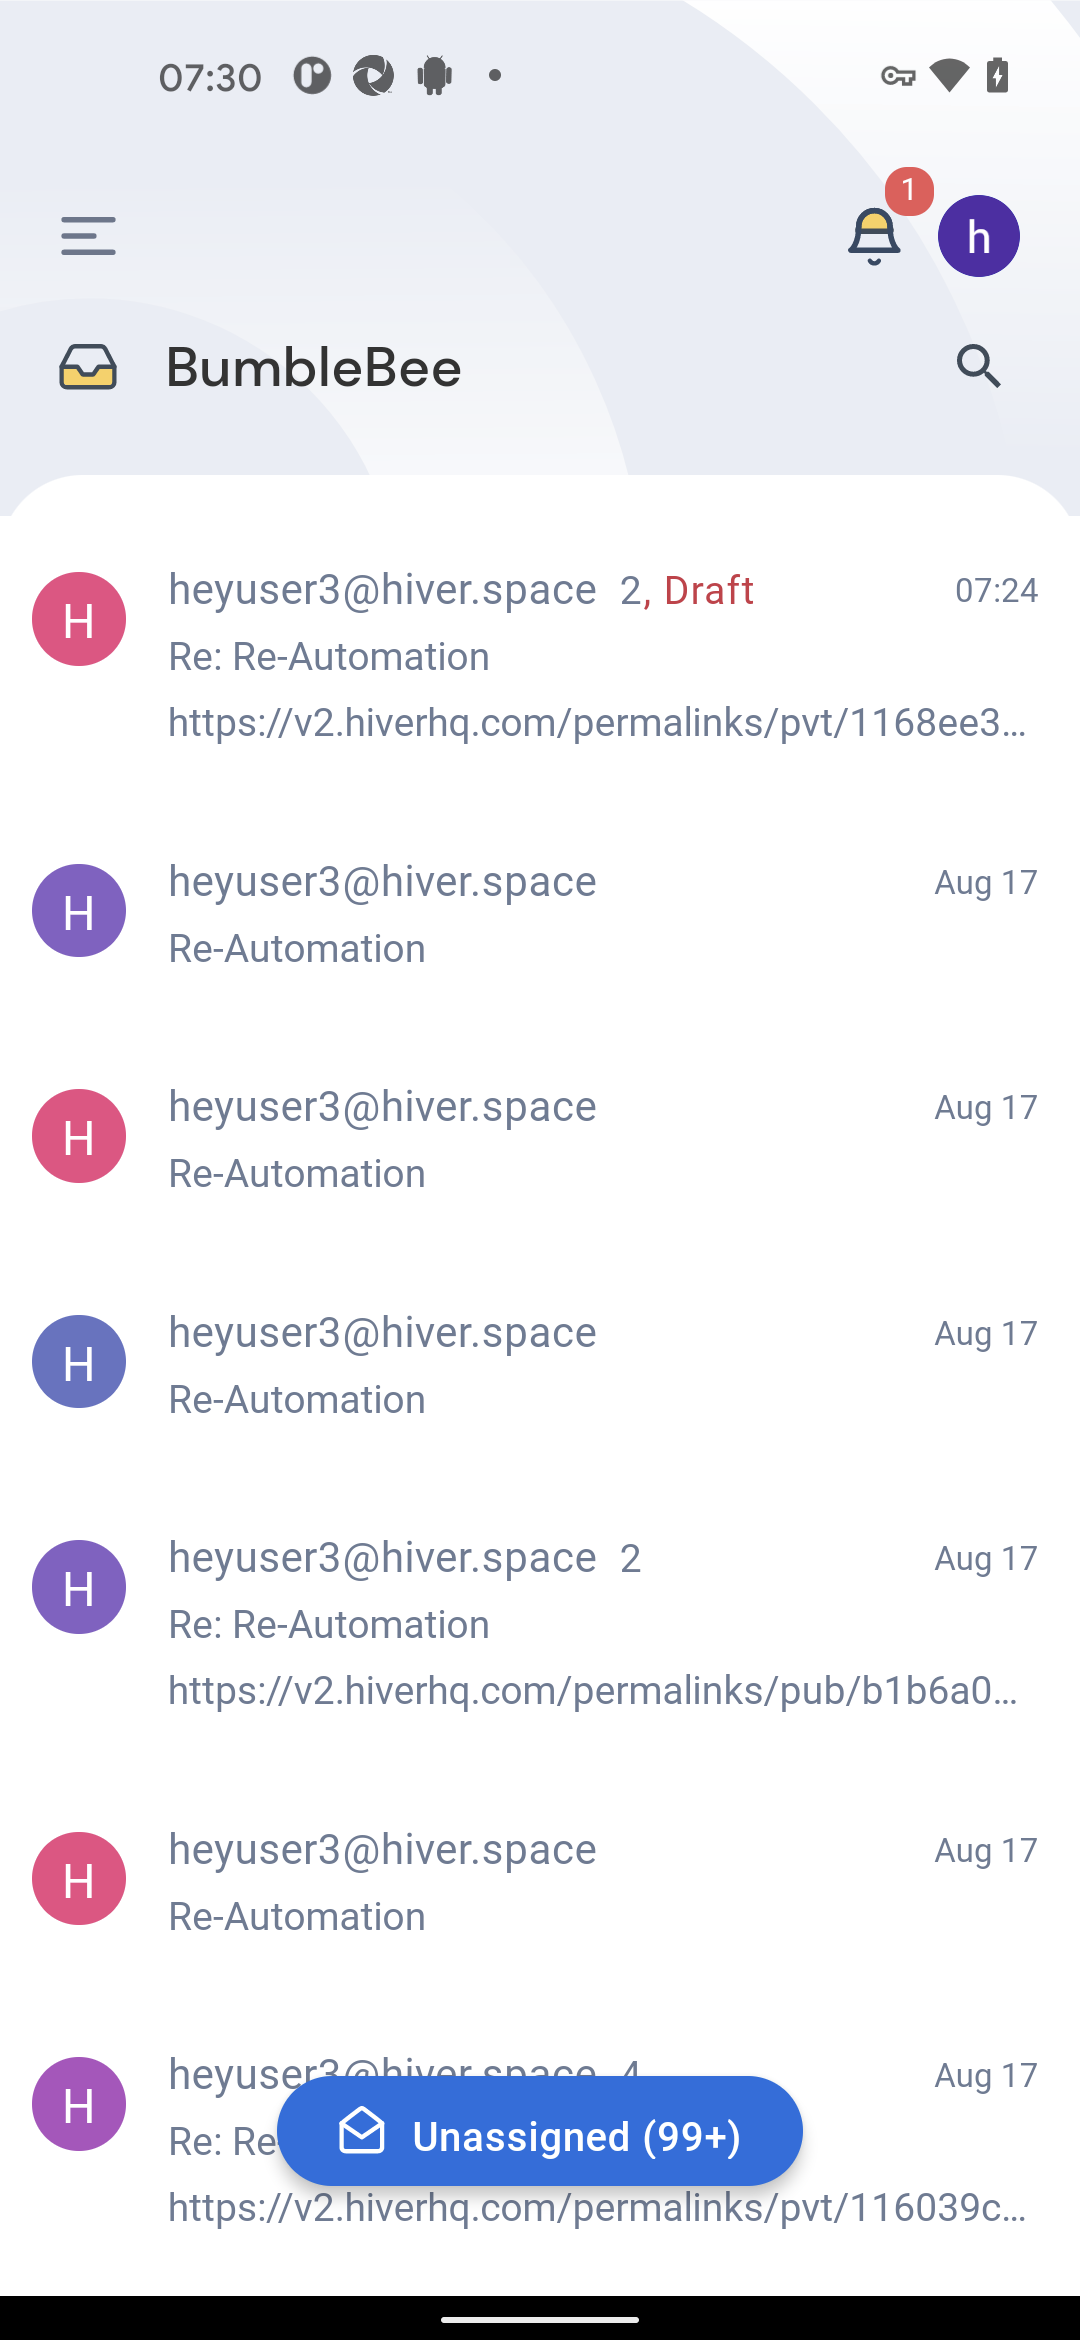 07:30
1
h
BumbleBee
H heyuser3@hiver.space 2, Draft 07:24
Re: Re-Automation
https://v2.hiverhq.com/permalinks/pvt/1168ee3...
H heyuser3@hiver.space Aug 17
Re-Automation
H heyuser3@hiver.space Aug 17
Re-Automation
H heyuser3@hiver.space Aug 17
Re-Automation
H heyuser3@hiver.space 2 Aug 17
Re: Re-Automation
https://v2.hiverhq.com/permalinks/pub/b1b6a0...
H heyuser3@hiver.space Aug 17
Re-Automation
H heyuser3@hiver.space 4 Aug 17
Re: Re-
Unassigned (99+)
https://v2.hiverhq.com/permalinks/pvt/116039c...